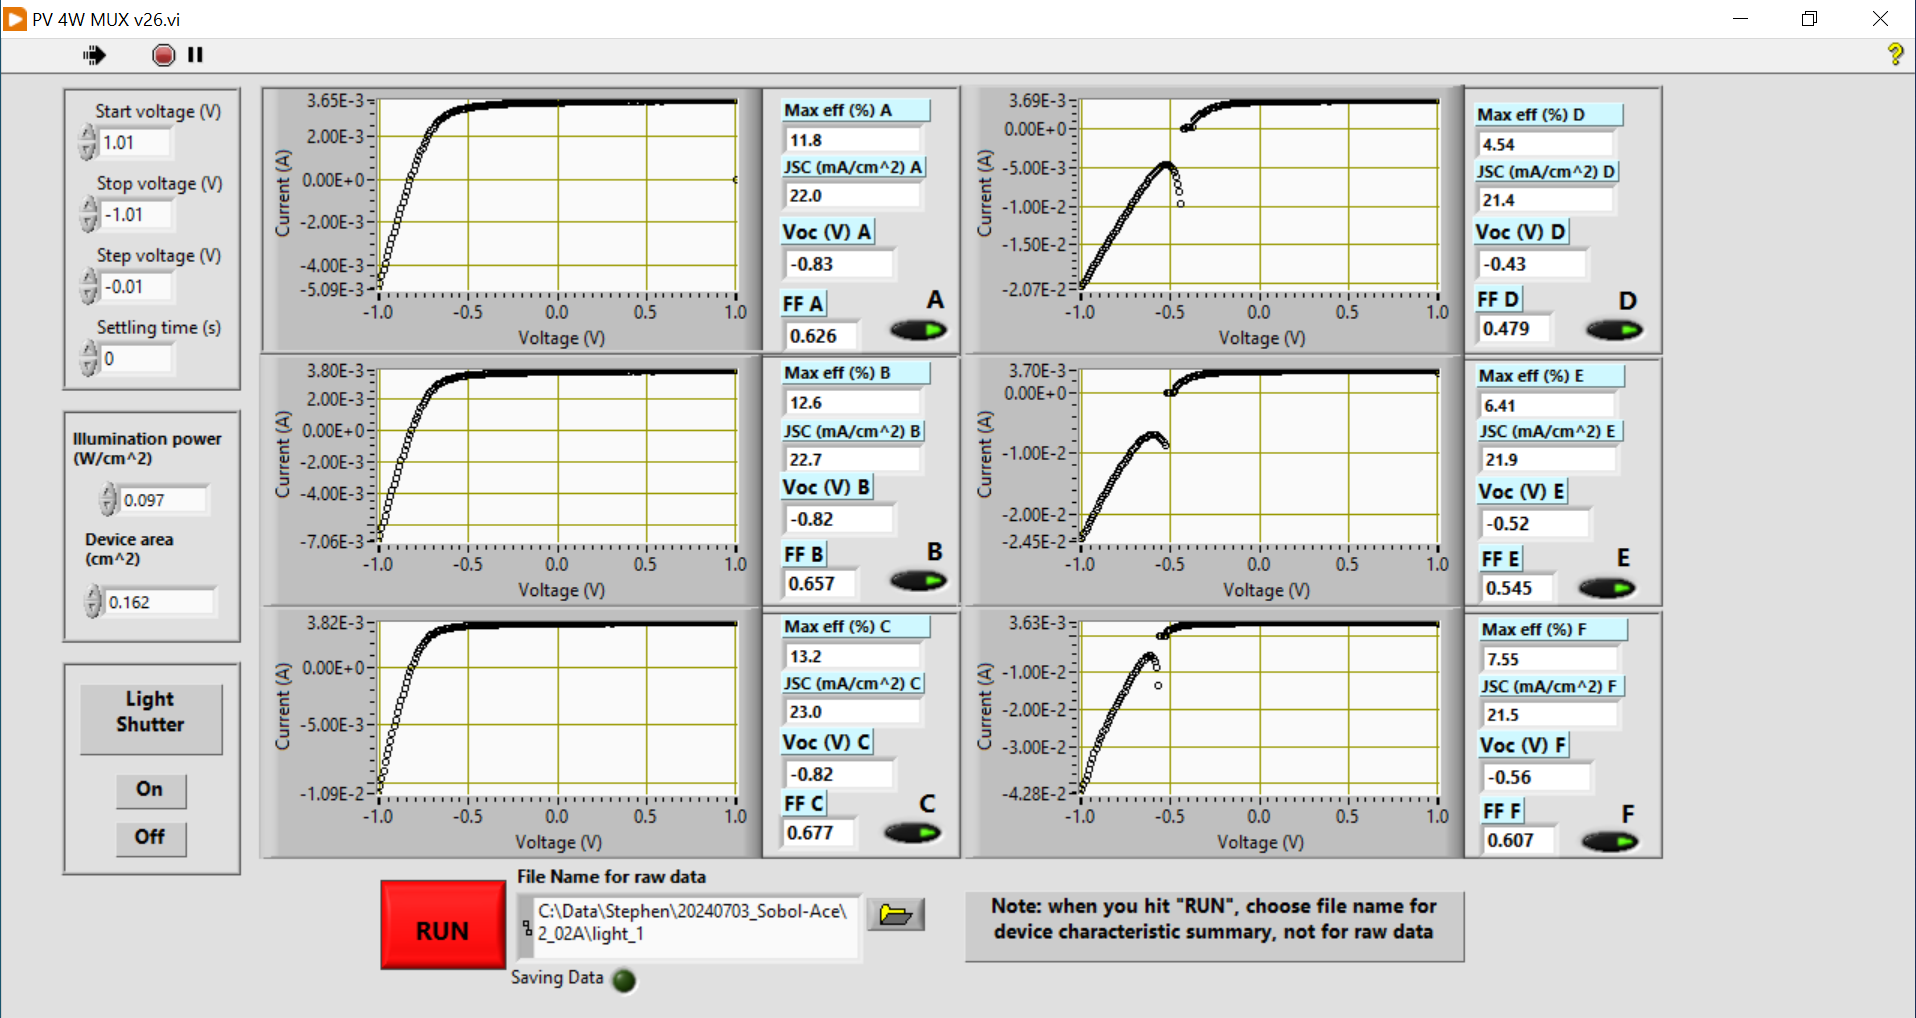 PV 4W MUX v26.vi
Start voltage (V)
1.01
Stop voltage (V)
-1.01
Step voltage (V)
-0.01
Settling time (s)
0
Illumination power
(W/cm^2)
0.097
Device area
(cm^2)
0.162
Light
Shutter
On
Off
Current (A)
3.65E-3
2.00E-3
0.00E+0
-2.00E-3
-4.00E-3
-5.09E-3
-1.0 -0.5 0.0 0.5 1.0
Voltage (V)
Max eff (%) A
11.8
JSC (mA/cm^2) A
22.0
Voc (V) A
-0.83
FF A
0.626
A
Current (A)
3.69E-3
0.00E+0
-5.00E-3
-1.00E-2
-1.50E-2
-2.07E-2
-1.0 -0.5 0.0 0.5 1.0
Voltage (V)
Max eff (%) D
4.54
JSC (mA/cm^2) D
21.4
Voc (V) D
-0.43
FF D
0.479
D
Current (A)
3.80E-3
2.00E-3
0.00E+0
-2.00E-3
-4.00E-3
-7.06E-3
-1.0 -0.5 0.0 0.5 1.0
Voltage (V)
Max eff (%) B
12.6
JSC (mA/cm^2) B
22.7
Voc (V) B
-0.82
FF B
0.657
B
Current (A)
3.70E-3
0.00E+0
-1.00E-2
-2.00E-2
-2.45E-2
-1.0 -0.5 0.0 0.5 1.0
Voltage (V)
Max eff (%) E
6.41
JSC (mA/cm^2) E
21.9
Voc (V) E
-0.52
FF E
0.545
E
Current (A)
3.82E-3
0.00E+0
-5.00E-3
-1.09E-2
-1.0 -0.5 0.0 0.5 1.0
Voltage (V)
Max eff (%) C
13.2
JSC (mA/cm^2) C
23.0
Voc (V) C
-0.82
FF C
0.677
C
Current (A)
3.63E-3
-1.00E-2
-2.00E-2
-3.00E-2
-4.28E-2
-1.0 -0.5 0.0 0.5 1.0
Voltage (V)
Max eff (%) F
7.55
JSC (mA/cm^2) F
21.5
Voc (V) F
-0.56
FF F
0.607
F
RUN
File Name for raw data
C:\Data\Stephen\20240703_Sobol-Ace\
2_02A\light_1
Saving Data
Note: when you hit "RUN", choose file name for
device characteristic summary, not for raw data